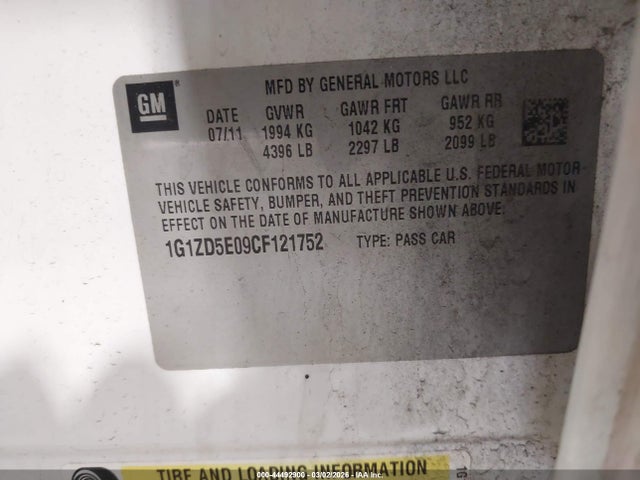 GM
MFD BY GENERAL MOTORS LLC
DATE GVWR GAWR FRT GAWR RR
07/11 1994 KG 1042 KG 952 KG
4396 LB 2297 LB 2099 LB
THIS VEHICLE CONFORMS TO ALL APPLICABLE U.S. FEDERAL MOTOR
VEHICLE SAFETY, BUMPER, AND THEFT PREVENTION STANDARDS IN
EFFECT ON THE DATE OF MANUFACTURE SHOWN ABOVE.
1G1ZD5E09CF121752 TYPE: PASS CAR
TIRE AND LOADING INFORMATION
000-44492900 - 03/02/2026 - IAA Inc.